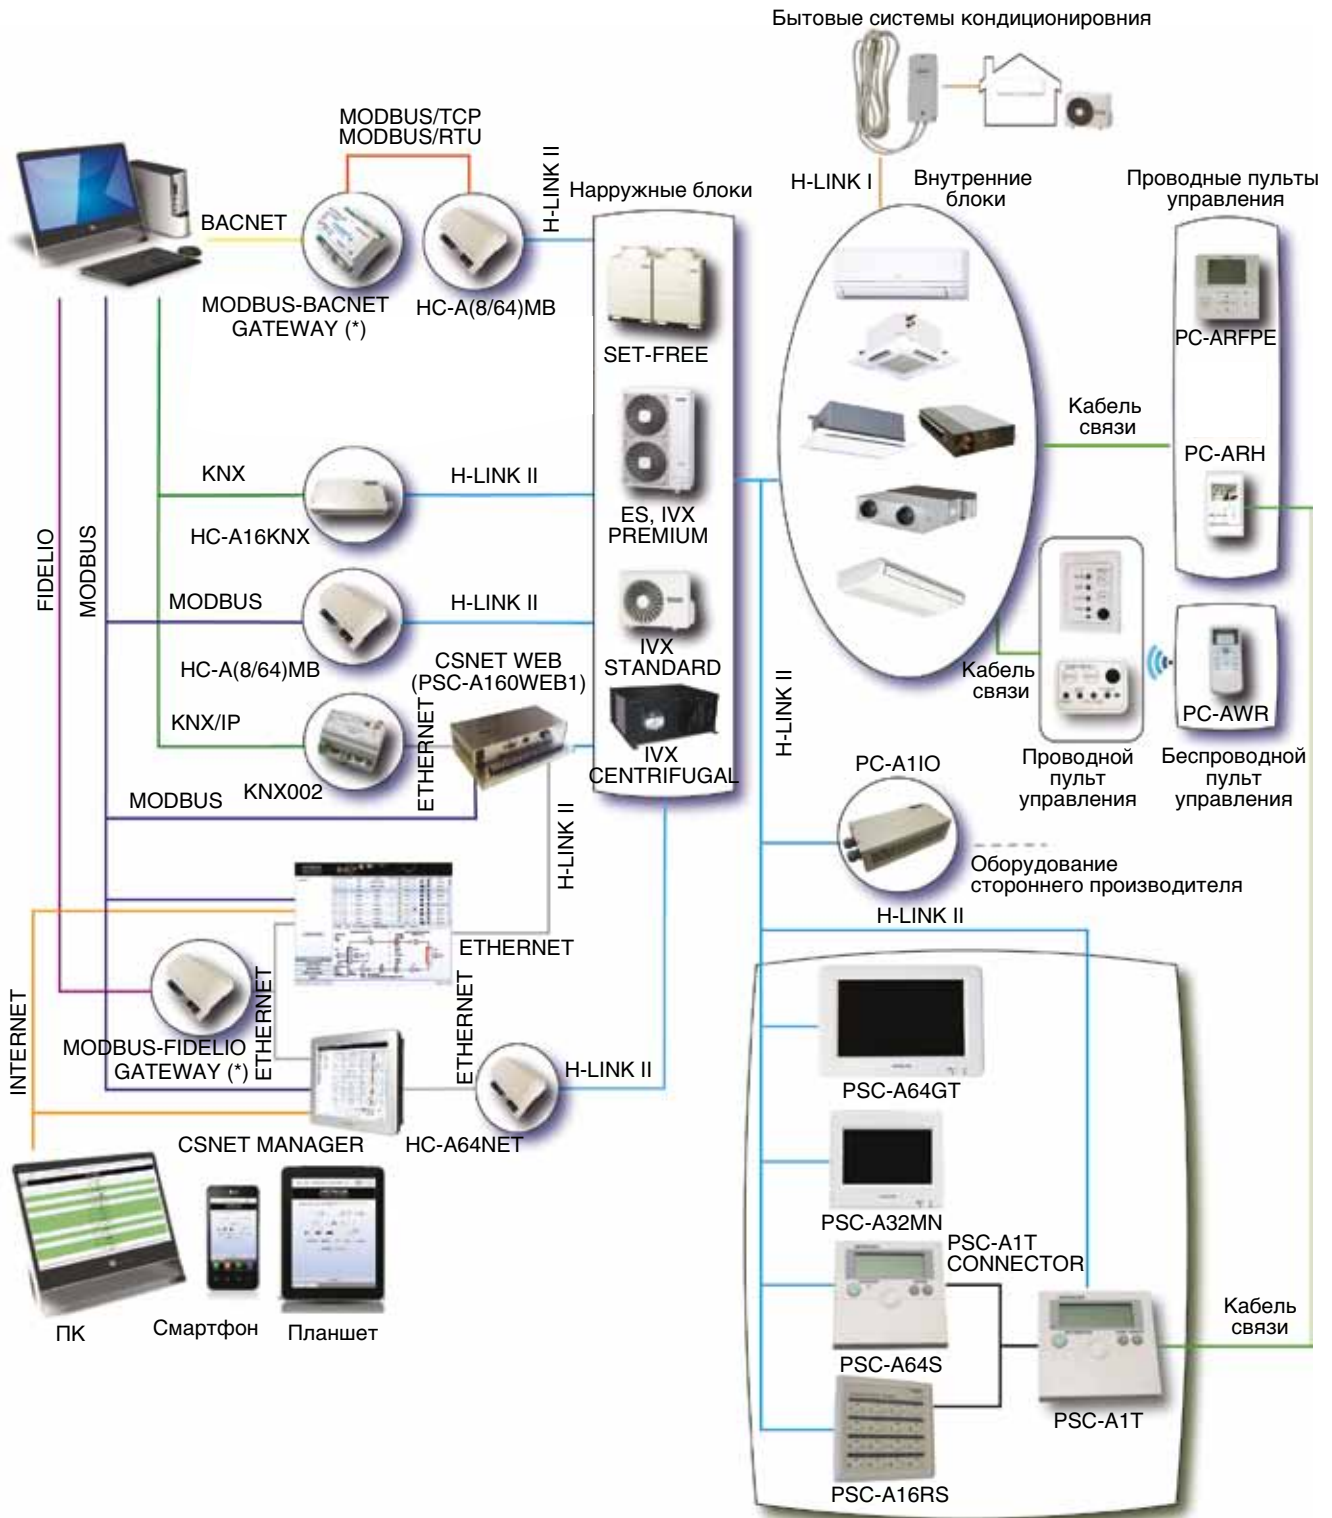 Бытовые системы кондиционировния
MODBUS/TCP
MODBUS/RTU
H-LINK II
Нарружные блоки
H-LINK I
Внутренние
блоки
Проводные пульты
управления
BACNET
MODBUS-BACNET
GATEWAY (*)
HC-A(8/64)MB
SET-FREE
PC-ARFPE
Кабель
связи
PC-ARH
KNX
H-LINK II
HC-A16KNX
ES, IVX
PREMIUM
FIDELIO
MODBUS
MODBUS
H-LINK II
HC-A(8/64)MB
IVX
STANDARD
CSNET WEB
(PSC-A160WEB1)
Кабель
связи
PC-AWR
KNX/IP
ETHERNET
KNX002
IVX
CENTRIFUGAL
H-LINK II
Проводной
пульт
управления
Беспроводной
пульт
управления
PC-A1IO
MODBUS
H-LINK II
Оборудование
стороннего производителя
H-LINK II
ETHERNET
INTERNET
MODBUS-FIDELIO
GATEWAY (*)
ETHERNET
ETHERNET
H-LINK II
CSNET MANAGER
HC-A64NET
PSC-A64GT
PSC-A32MN
PSC-A1T
CONNECTOR
ПК
Смартфон
Планшет
Кабель
связи
PSC-A64S
PSC-A1T
PSC-A16RS